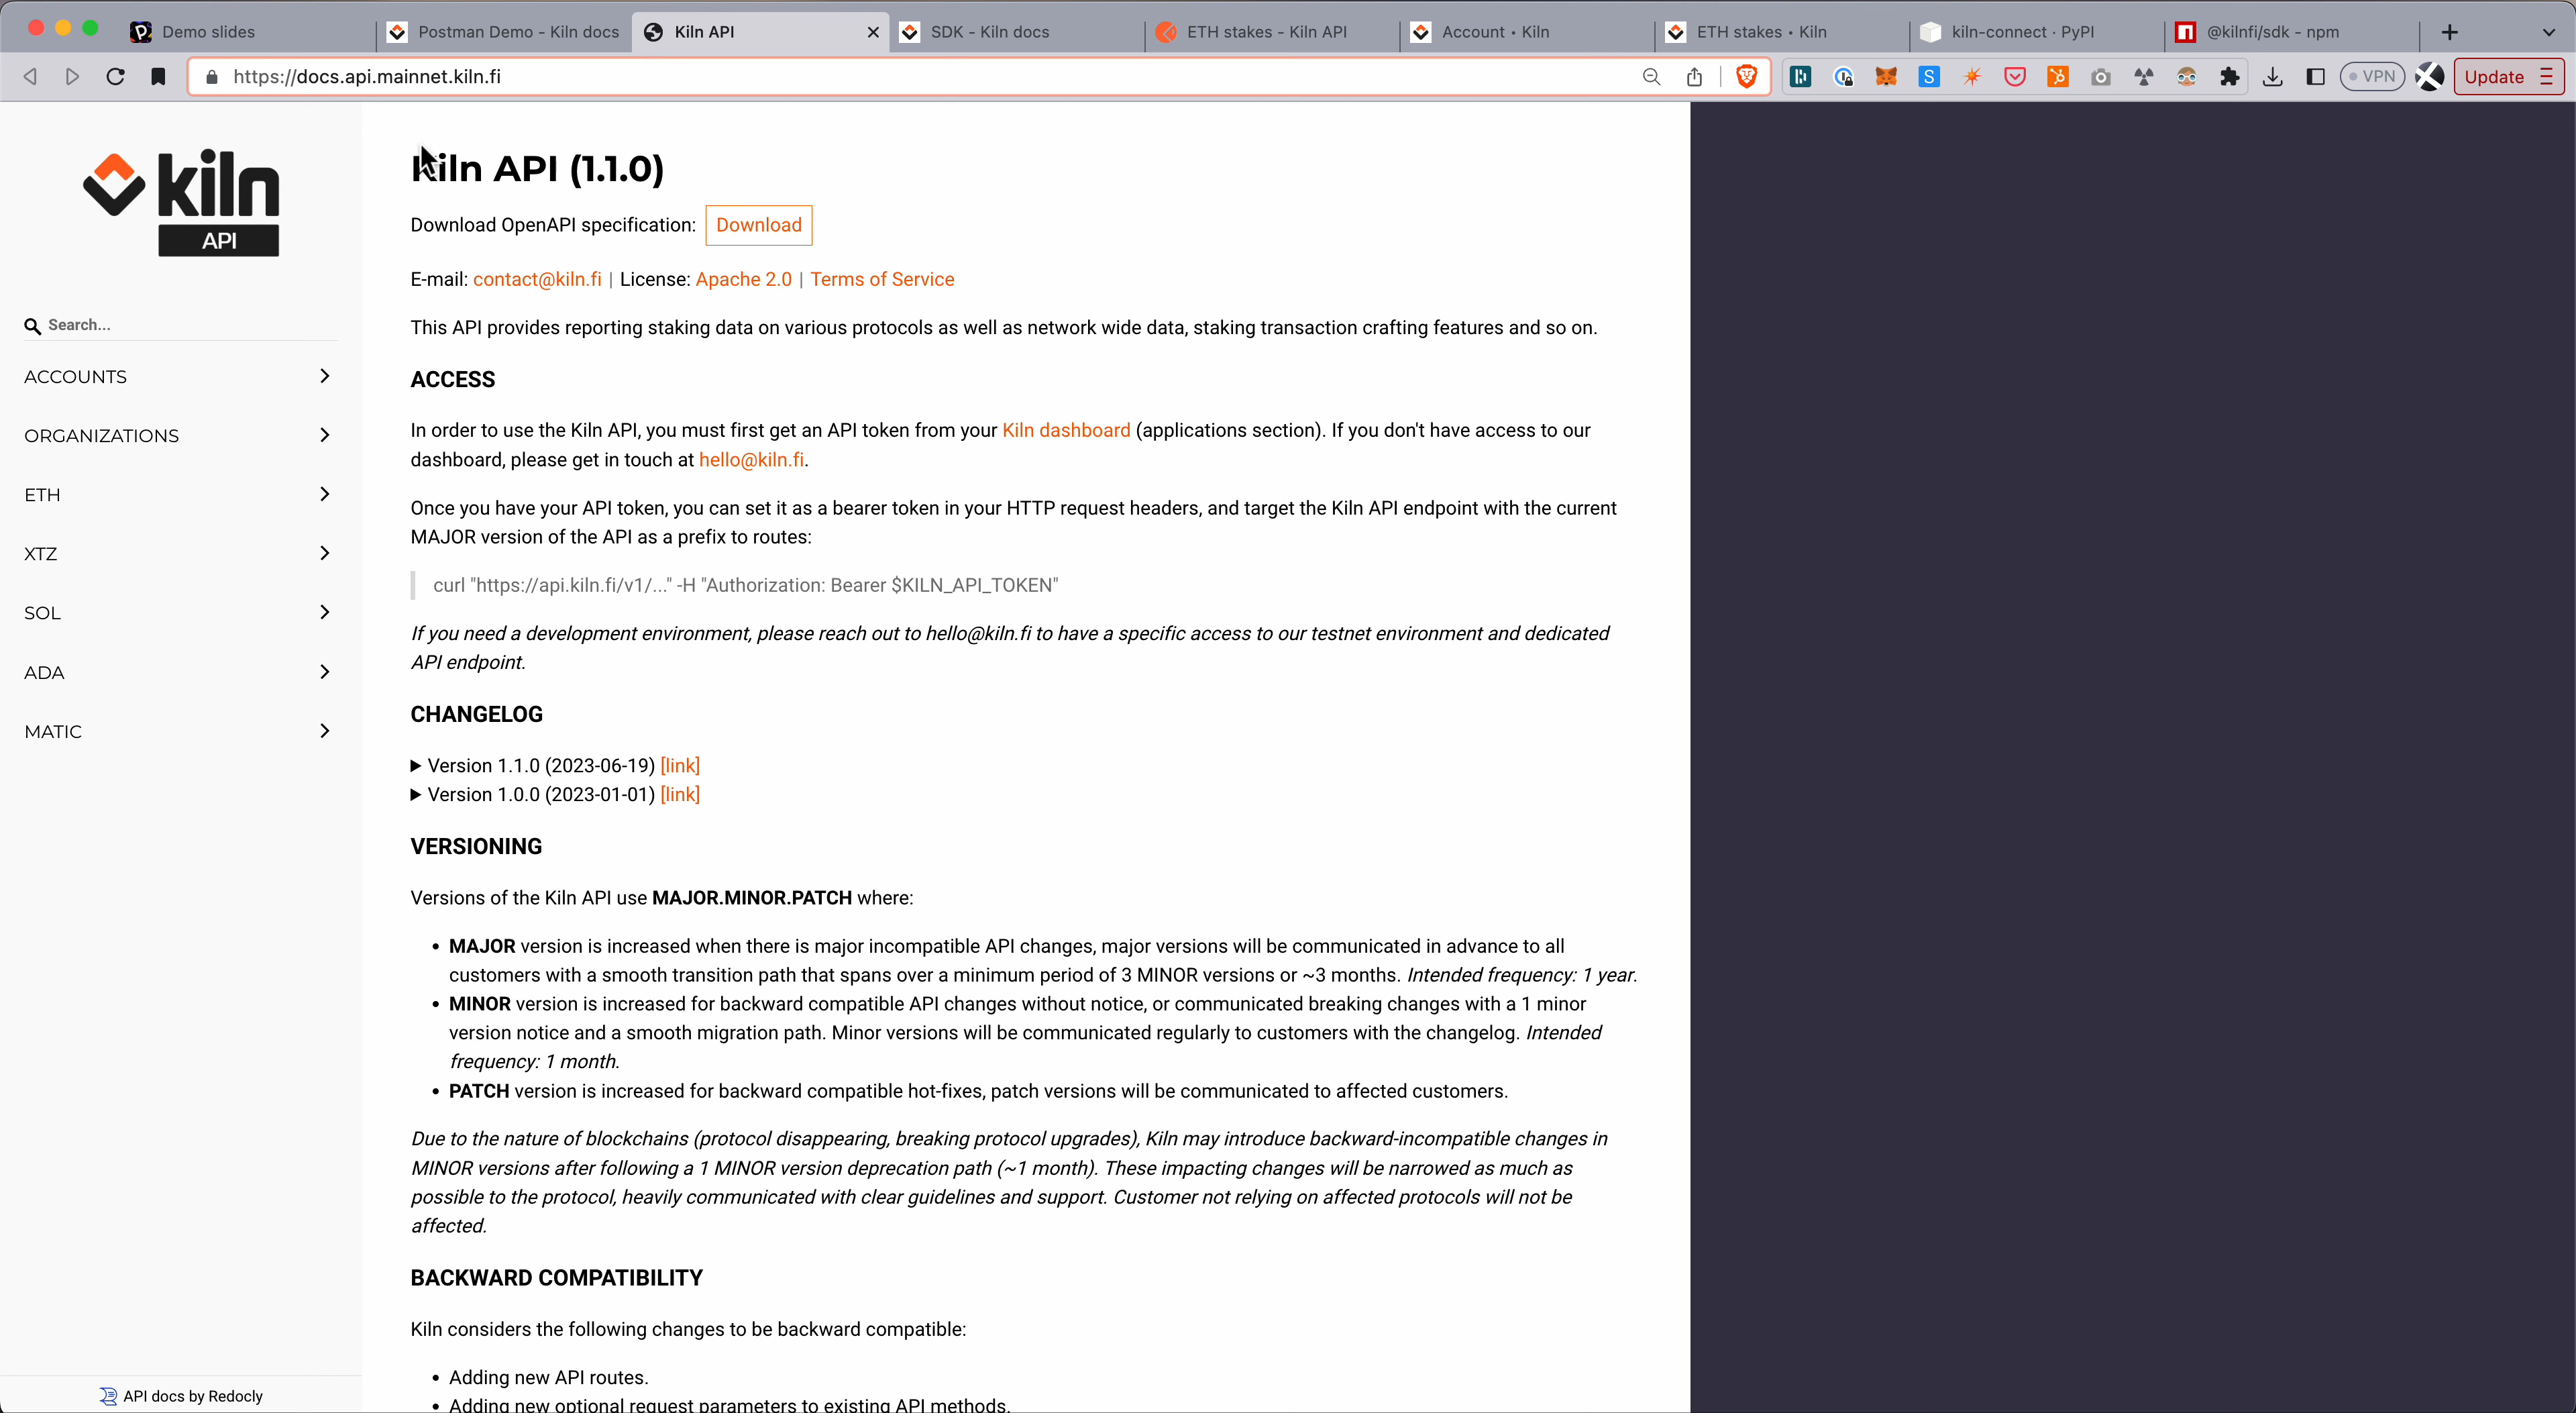 Demo slides
Postman Demo - Kiln docs
Kiln API
SDK - Kiln docs
ETH stakes - Kiln API
Account • Kiln
ETH stakes • Kiln
kiln-connect · PyPI
@kilnfi/sdk - npm
https://docs.api.mainnet.kiln.fi
VPN
Update
kiln
API
Search...
ACCOUNTS
ORGANIZATIONS
ETH
XTZ
SOL
ADA
MATIC
API docs by Redocly
Kiln API (1.1.0)
Download OpenAPI specification: Download
E-mail: contact@kiln.fi | License: Apache 2.0 | Terms of Service
This API provides reporting staking data on various protocols as well as network wide data, staking transaction crafting features and so on.
ACCESS
In order to use the Kiln API, you must first get an API token from your Kiln dashboard (applications section). If you don't have access to our
dashboard, please get in touch at hello@kiln.fi.
Once you have your API token, you can set it as a bearer token in your HTTP request headers, and target the Kiln API endpoint with the current
MAJOR version of the API as a prefix to routes:
curl "https://api.kiln.fi/v1/..." -H "Authorization: Bearer $KILN_API_TOKEN"
If you need a development environment, please reach out to hello@kiln.fi to have a specific access to our testnet environment and dedicated
API endpoint.
CHANGELOG
Version 1.1.0 (2023-06-19) [link]
Version 1.0.0 (2023-01-01) [link]
VERSIONING
Versions of the Kiln API use MAJOR.MINOR.PATCH where:
• MAJOR version is increased when there is major incompatible API changes, major versions will be communicated in advance to all
customers with a smooth transition path that spans over a minimum period of 3 MINOR versions or ~3 months. Intended frequency: 1 year.
• MINOR version is increased for backward compatible API changes without notice, or communicated breaking changes with a 1 minor
version notice and a smooth migration path. Minor versions will be communicated regularly to customers with the changelog. Intended
frequency: 1 month.
• PATCH version is increased for backward compatible hot-fixes, patch versions will be communicated to affected customers.
Due to the nature of blockchains (protocol disappearing, breaking protocol upgrades), Kiln may introduce backward-incompatible changes in
MINOR versions after following a 1 MINOR version deprecation path (~1 month). These impacting changes will be narrowed as much as
possible to the protocol, heavily communicated with clear guidelines and support. Customer not relying on affected protocols will not be
affected.
BACKWARD COMPATIBILITY
Kiln considers the following changes to be backward compatible:
• Adding new API routes.
• Adding new optional request parameters to existing API methods.